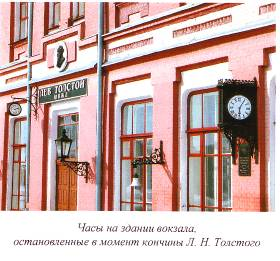 ЛЕВ ТОЛСТОЙ
Часы на здании вокзала,
остановленные в момент кончины Л. Н. Толстого